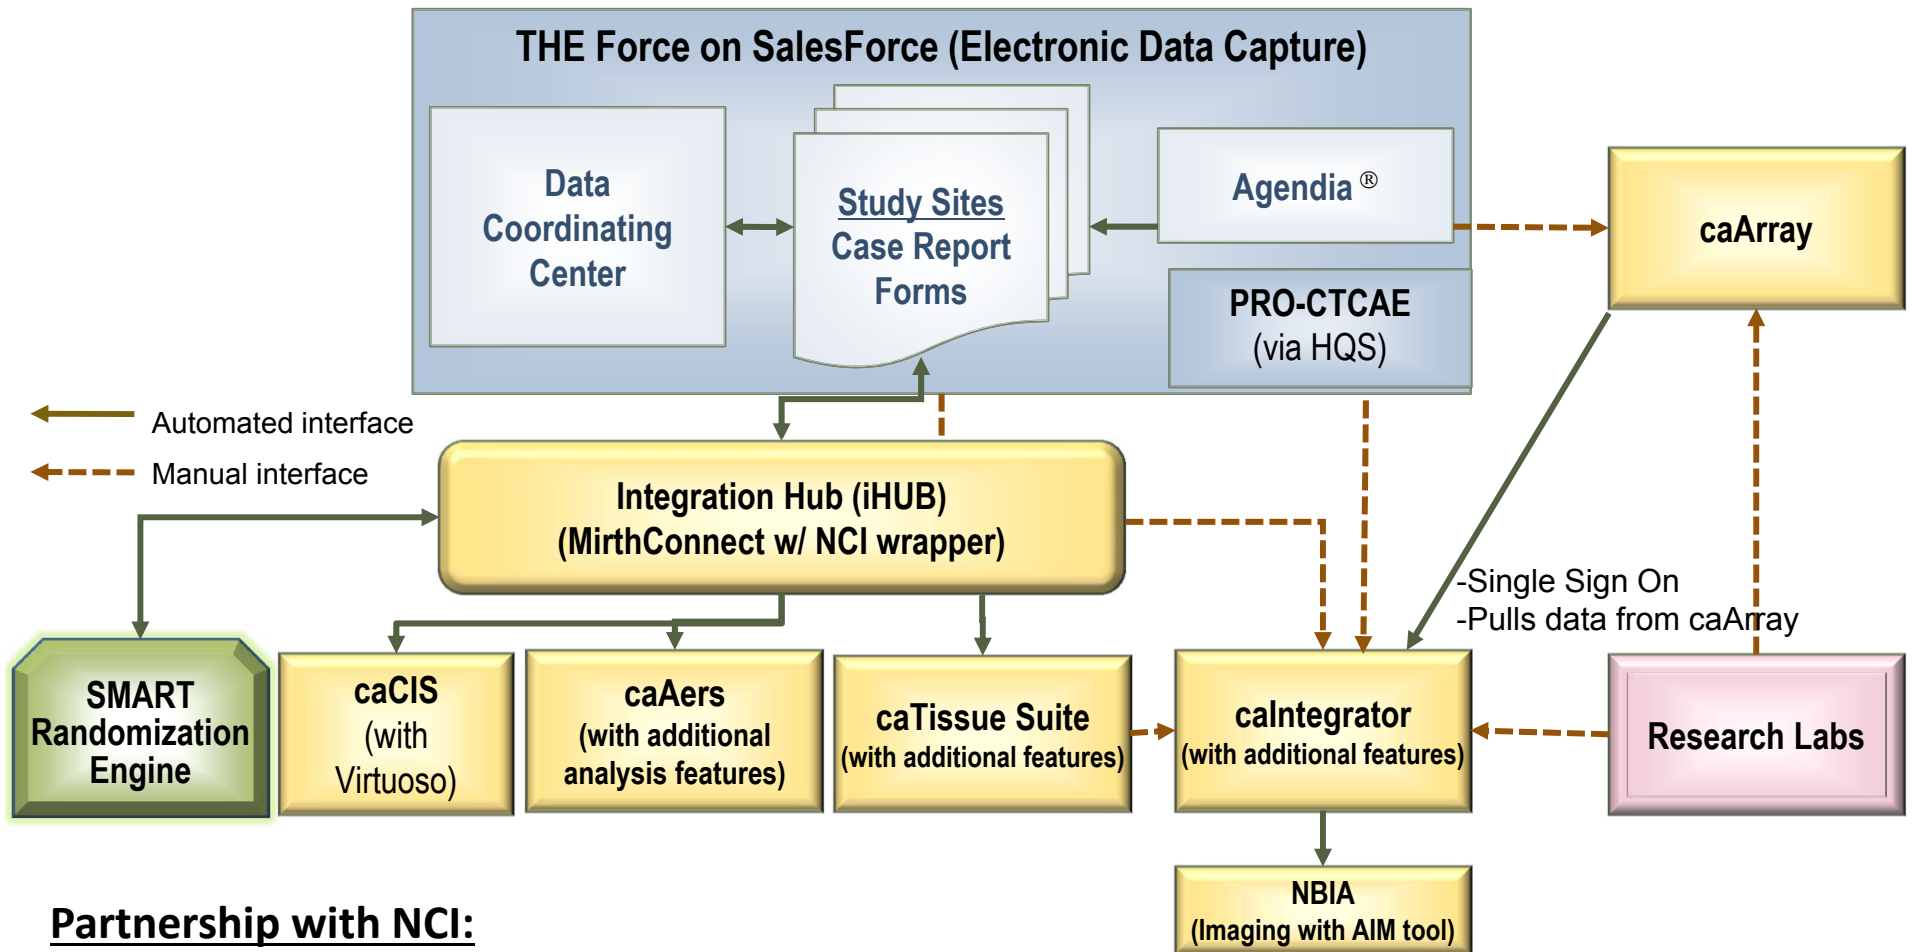 THE Force on SalesForce (Electronic Data Capture)
Data
Coordinating
Center
Study Sites
Case Report
Forms
Agendia ®
PRO-CTCAE
(via HQS)
caArray
Automated interface
Manual interface
Integration Hub (iHUB)
(MirthConnect w/ NCI wrapper)
-Single Sign On
-Pulls data from caArray
SMART
Randomization
Engine
caCIS
(with
Virtuoso)
caAers
(with additional
analysis features)
caTissue Suite
(with additional features)
caIntegrator
(with additional features)
Research Labs
NBIA
(Imaging with AIM tool)
Partnership with NCI: